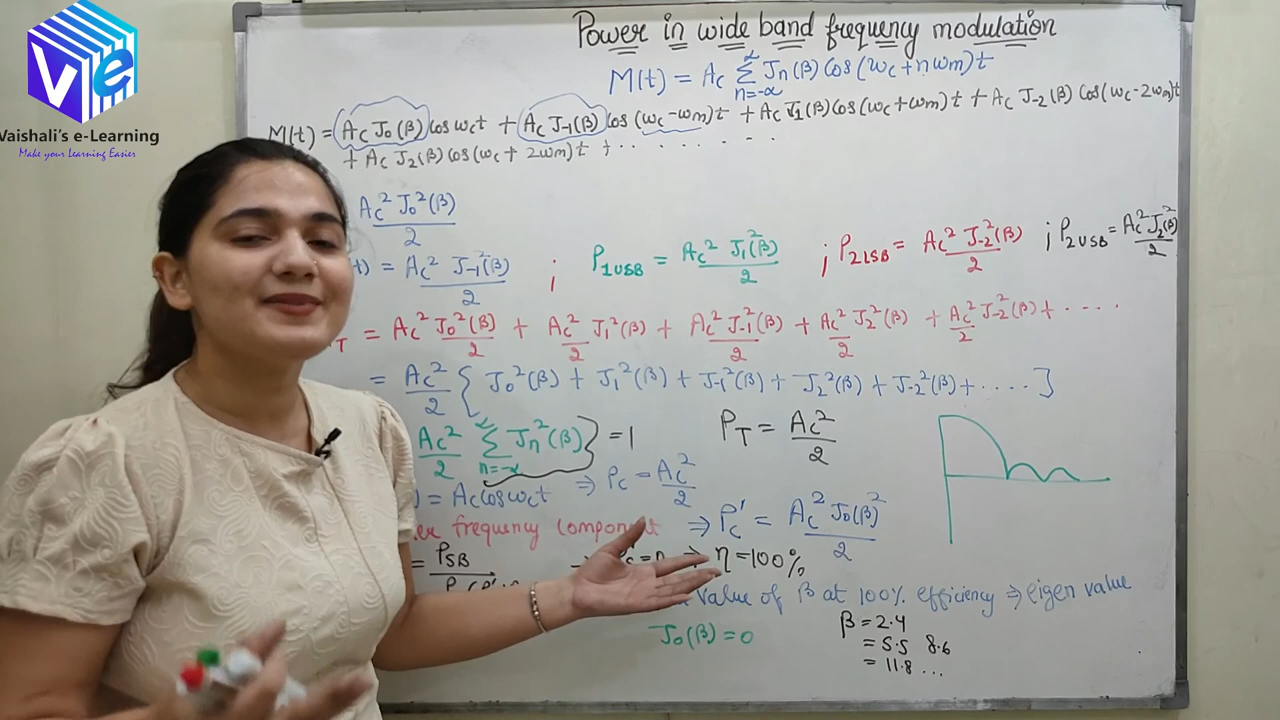 Ve
Vaishali's e-Learning
Make your Learning Easier
Power in wide band frequency modulation
M(t) = Ac ∑ Jn(β) Cos(ωc+nωm)t
n=-∝
∝
M(t) = Ac J0(β) cos ωct + Ac J-1(β) cos (ωc-ωm)t + Ac J1(β) cos(ωc+ωm)t + Ac J-2(β) cos(ωc-2ωm)t
+ Ac J2(β) cos(ωc+ 2ωm)t + . . . . . . .
Ac² J0²(β)/2
t) = Ac² J-1²(β)/2 ; P1USB = Ac² J1²(β)/2 ; P2LSB = Ac² J-2²(β)/2 ; P2USB = Ac² J2²(β)/2
T = Ac² J0²(β)/2 + Ac²/2 J1²(β) + Ac² J-1²(β)/2 + Ac²/2 J2²(β) + Ac²/2 J-2²(β) + . . . .
= Ac²/2 { J0²(β) + J1²(β) + J-1²(β) + J2²(β) + J-2²(β) + . . . . ]
Ac²/2 ∑ Jn²(β) } = 1 PT = Ac²/2
n=-∝
) = Ac cos ωct ⇒ Pc = Ac²/2
er frequency component ⇒ Pc' = Ac² J0(β)²/2
= PSB ⇒ η = 100%
Value of β at 100% efficiency ⇒ eigen value
J0(β) = 0 β = 2.4
= 5.5 8.6
= 11.8 ...